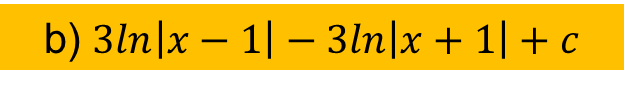 b) 3ln|x − 1| − 3ln|x + 1| + c